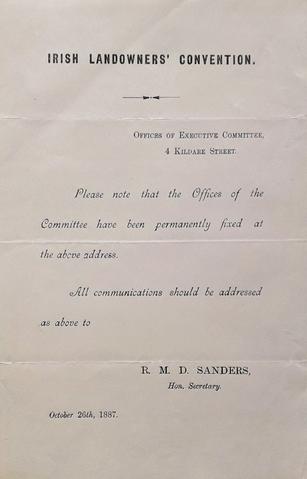 IRISH LANDOWNERS' CONVENTION.
OFFICES OF EXECUTIVE COMMITTEE,
4 KILDARE STREET.
Please note that the Offices of the
Committee have been permanently fixed at
the above address.
All communications should be addressed
as above to
R. M. D. SANDERS,
Hon. Secretary.
October 26th, 1887.